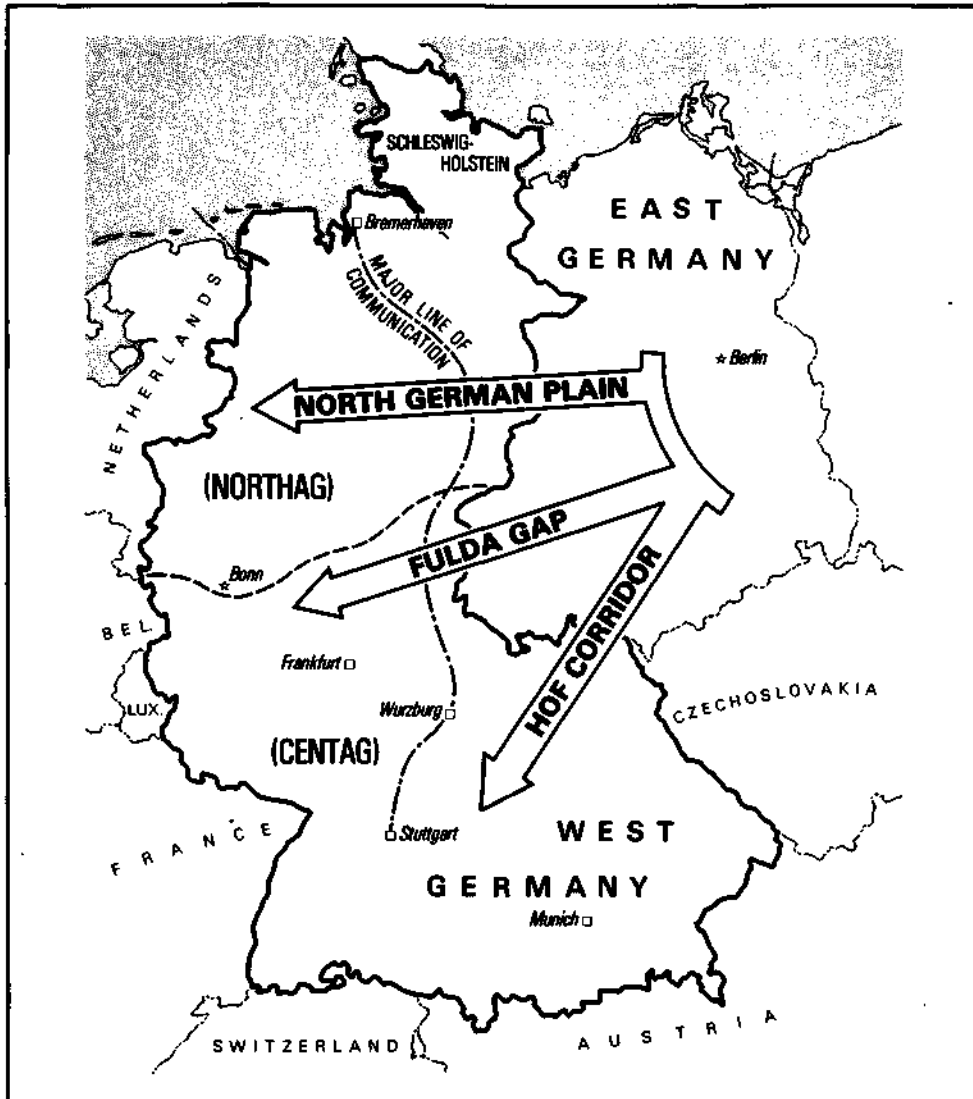 SCHLESWIG-
HOLSTEIN
EAST
GERMANY
Bremerhaven
MAJOR LINE OF
COMMUNICATION
NETHERLANDS
Berlin
NORTH GERMAN PLAIN
(NORTHAG)
FULDA GAP
Bonn
HOF CORRIDOR
BEL.
Frankfurt
CZECHOSLOVAKIA
LUX.
Wurzburg
(CENTAG)
FRANCE
Stuttgart
WEST
GERMANY
Munich
SWITZERLAND
AUSTRIA